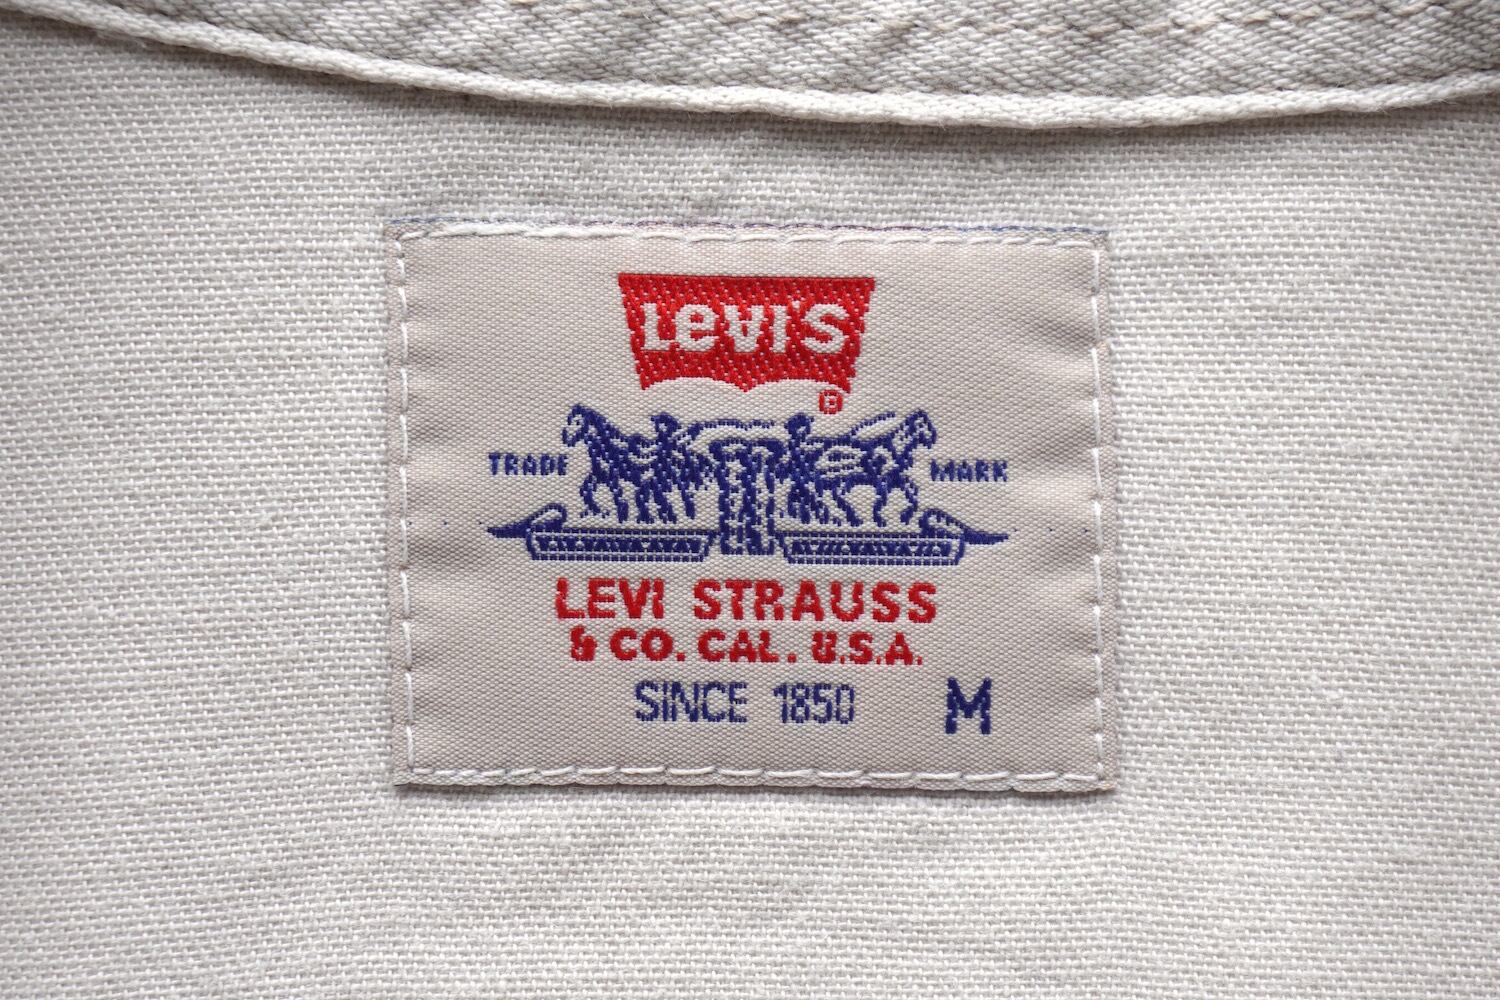 LEVI'S
®
TRADE MARK
LEVI STRAUSS
& CO. CAL. U.S.A.
SINCE 1850 M